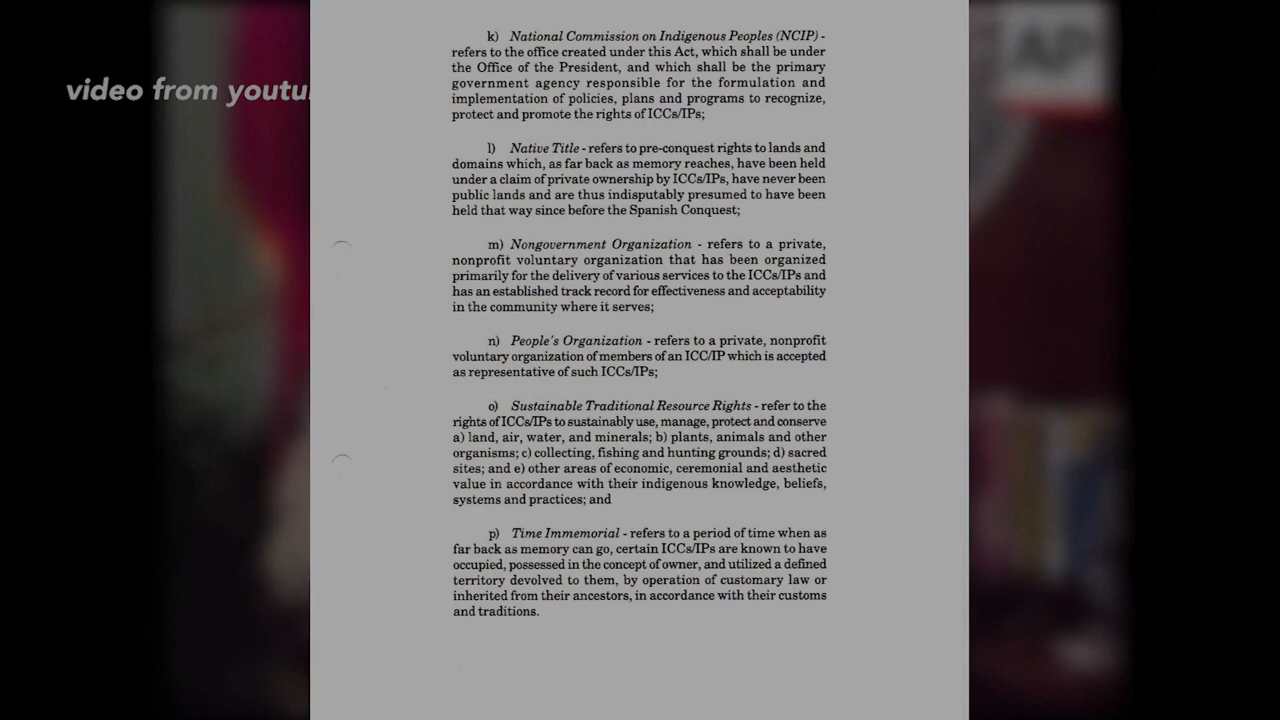 video from youtu
AP
k) National Commission on Indigenous Peoples (NCIP) -
refers to the office created under this Act, which shall be under
the Office of the President, and which shall be the primary
government agency responsible for the formulation and
implementation of policies, plans and programs to recognize,
protect and promote the rights of ICCs/IPs;
l) Native Title - refers to pre-conquest rights to lands and
domains which, as far back as memory reaches, have been held
under a claim of private ownership by ICCs/IPs, have never been
public lands and are thus indisputably presumed to have been
held that way since before the Spanish Conquest;
m) Nongovernment Organization - refers to a private,
nonprofit voluntary organization that has been organized
primarily for the delivery of various services to the ICCs/IPs and
has an established track record for effectiveness and acceptability
in the community where it serves;
n) People's Organization - refers to a private, nonprofit
voluntary organization of members of an ICC/IP which is accepted
as representative of such ICCs/IPs;
o) Sustainable Traditional Resource Rights - refer to the
rights of ICCs/IPs to sustainably use, manage, protect and conserve
a) land, air, water, and minerals; b) plants, animals and other
organisms; c) collecting, fishing and hunting grounds; d) sacred
sites; and e) other areas of economic, ceremonial and aesthetic
value in accordance with their indigenous knowledge, beliefs,
systems and practices; and
p) Time Immemorial - refers to a period of time when as
far back as memory can go, certain ICCs/IPs are known to have
occupied, possessed in the concept of owner, and utilized a defined
territory devolved to them, by operation of customary law or
inherited from their ancestors, in accordance with their customs
and traditions.